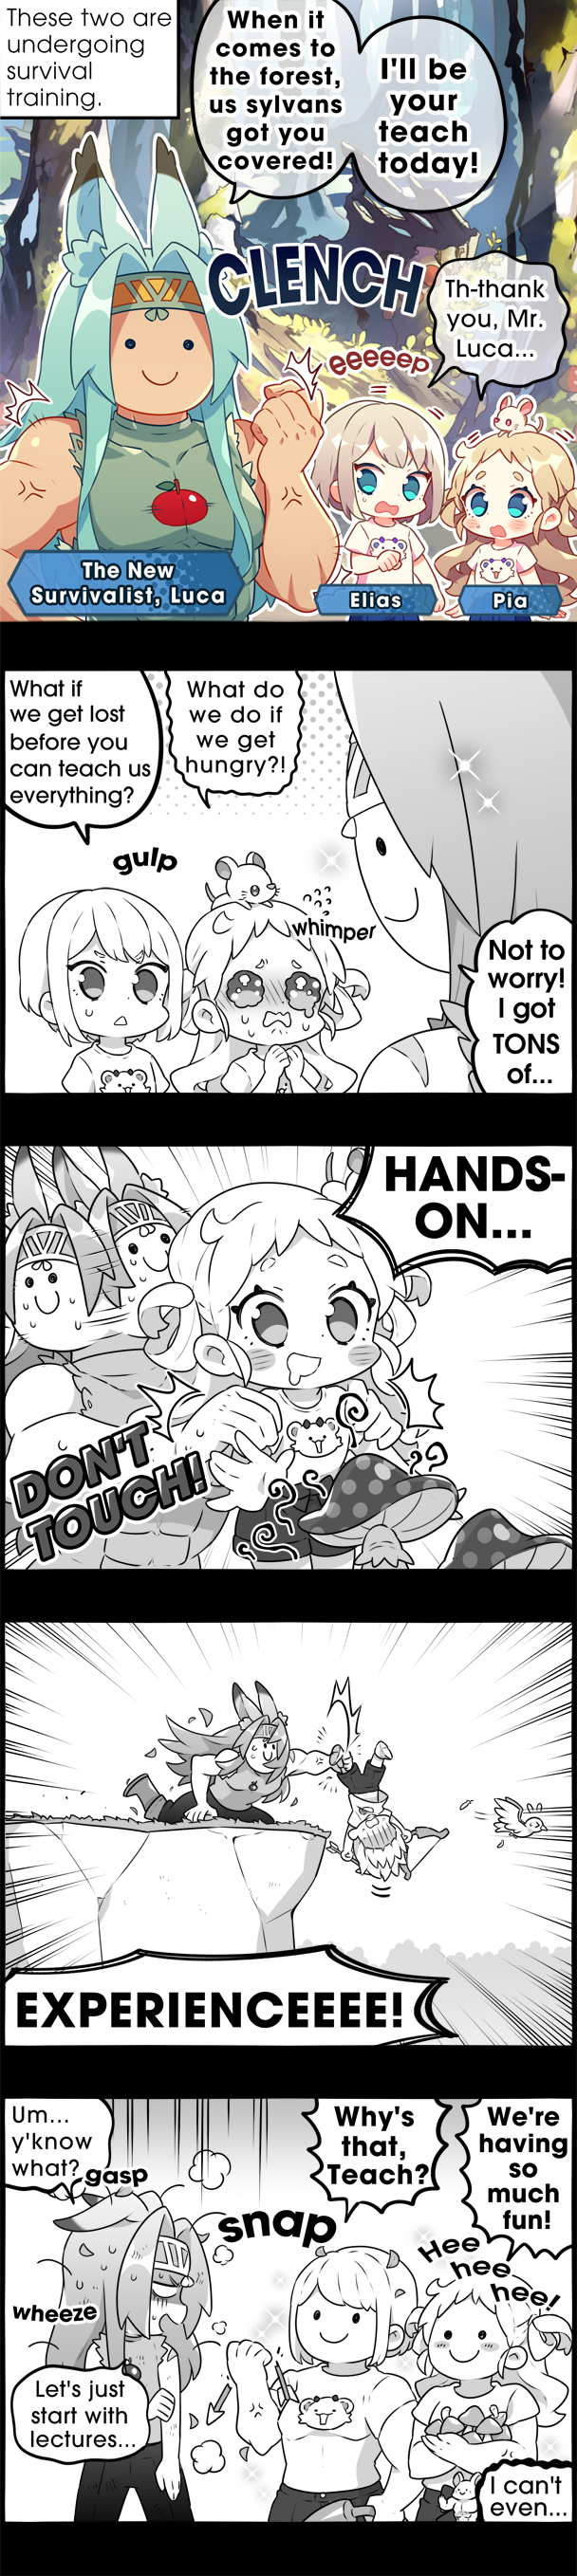 These two are
undergoing
survival
training.
When it
comes to
the forest,
us sylvans
got you
covered!
I'll be
your
teach
today!
CLENCH
Th-thank
you, Mr.
Luca...
eeeeep
The New
Survivalist, Luca
Elias
Pia
What if
we get lost
before you
can teach us
everything?
What do
we do if
we get
hungry?!
gulp
whimper
Not to
worry!
I got
TONS
of...
HANDS-
ON...
DON'T
TOUCH!
EXPERIENCEEEE!
Um...
y'know
what?
gasp
wheeze
Let's just
start with
lectures...
snap
Why's
that,
Teach?
We're
having
so
much
fun!
Hee
hee
hee!
I can't
even...